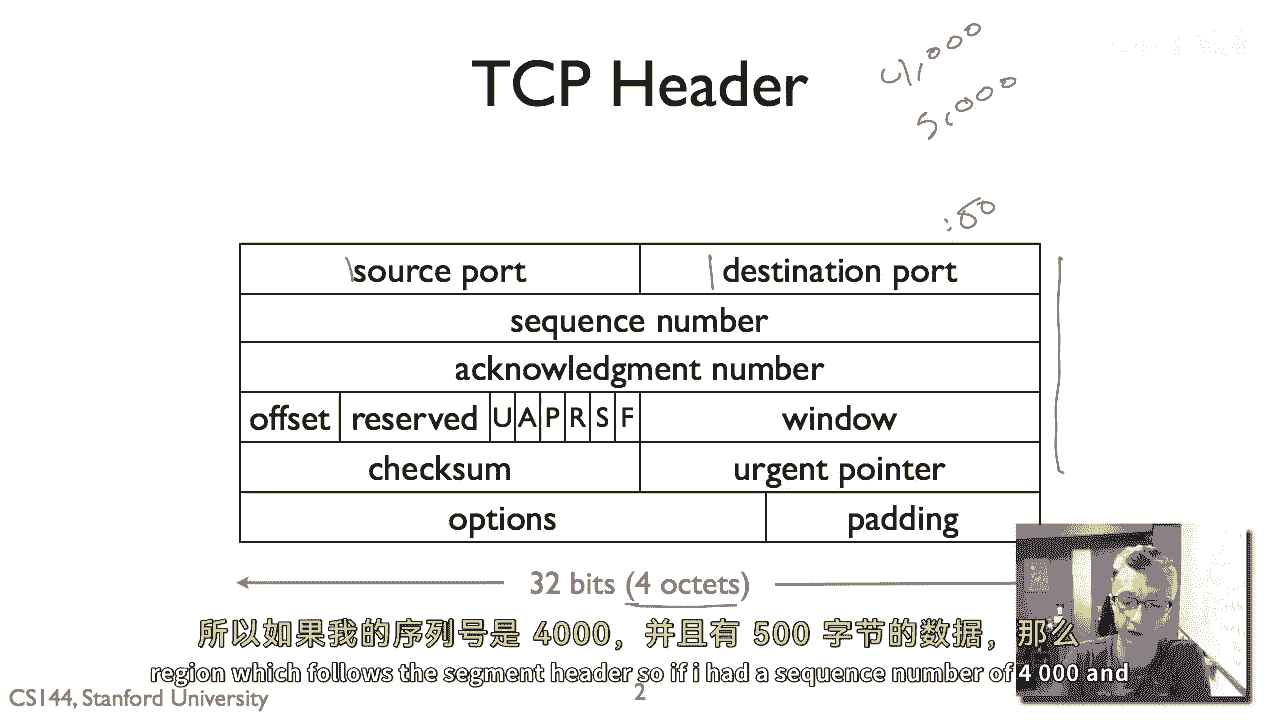 TCP Header
4,000
5,000
:80
source port destination port
sequence number
acknowledgment number
offset reserved U A P R S F window
checksum urgent pointer
options padding
32 bits (4 octets)
所以如果我的序列号是 4000，并且有 500 字节的数据，那么
region which follows the segment header so if i had a sequence number of 4 000 and
CS144, Stanford University
2